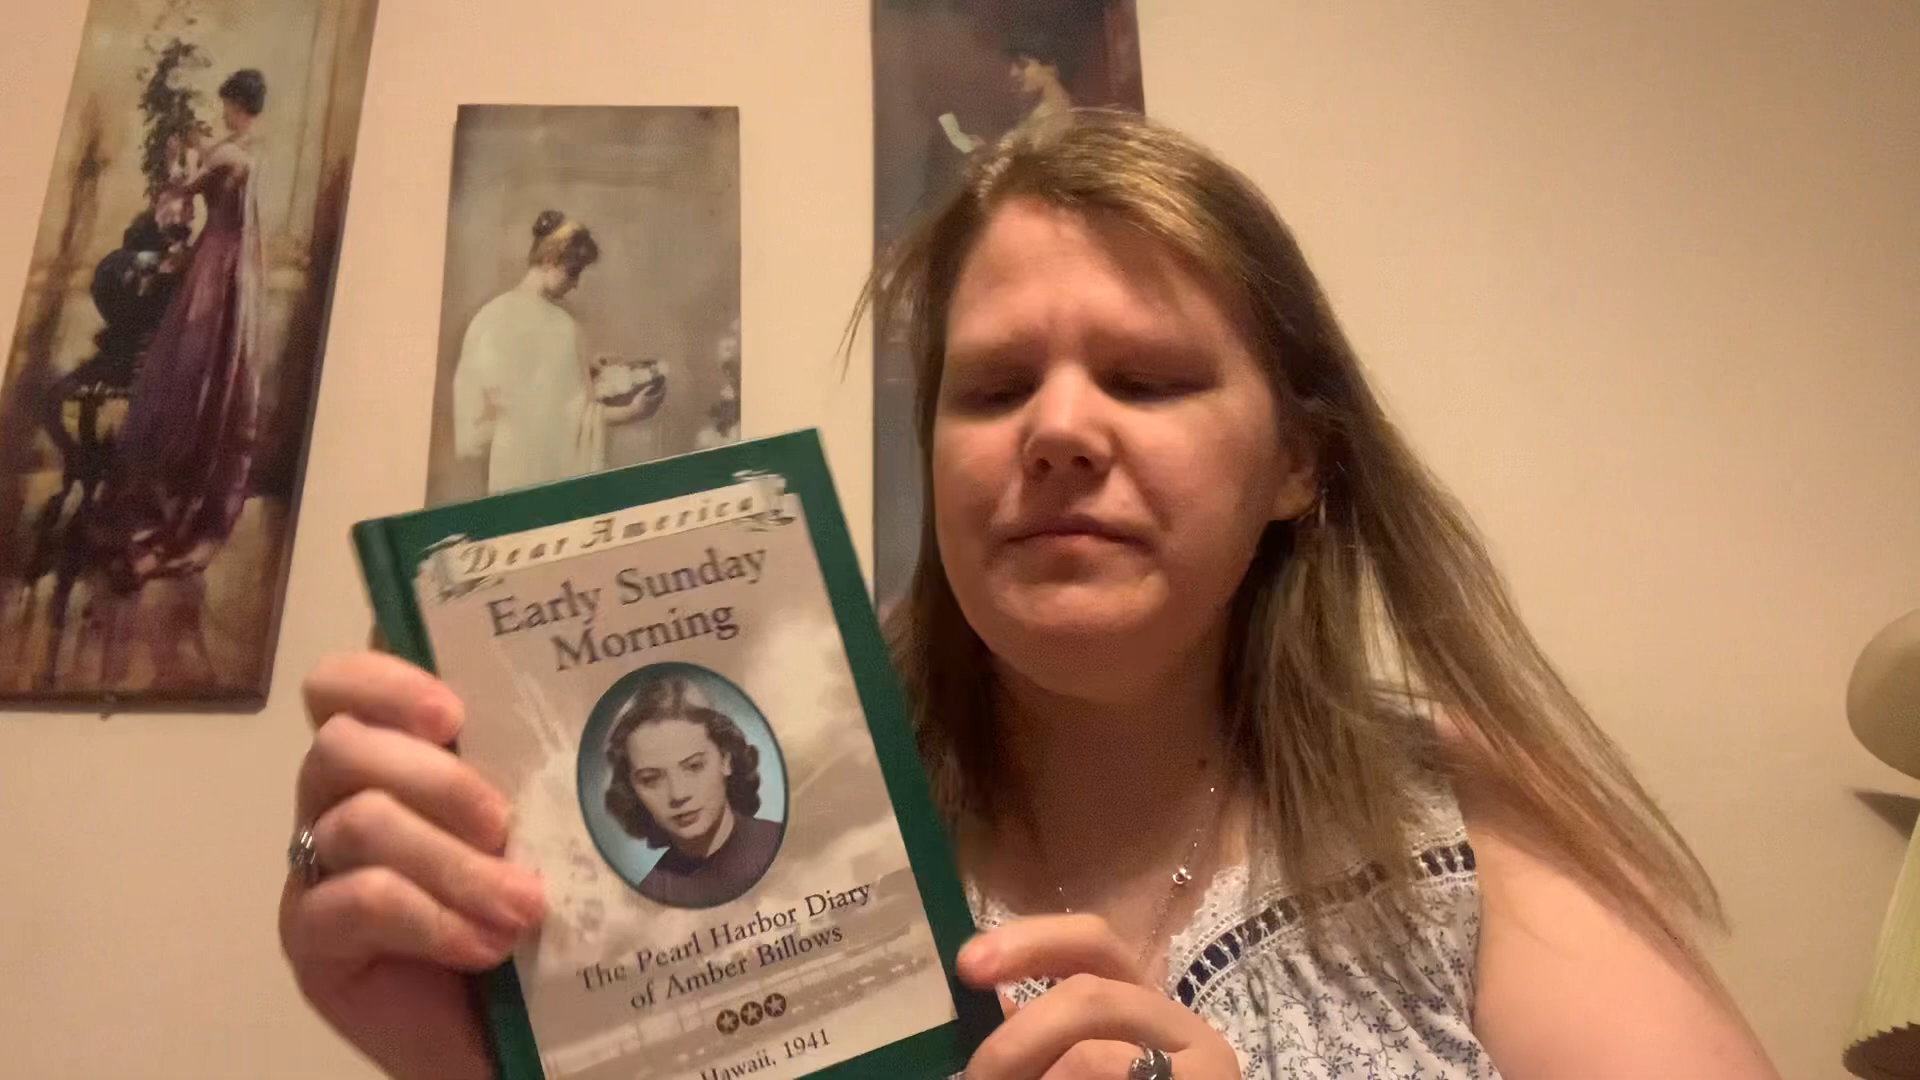 Dear America
Early Sunday
Morning
The Pearl Harbor Diary
of Amber Billows
Hawaii, 1941